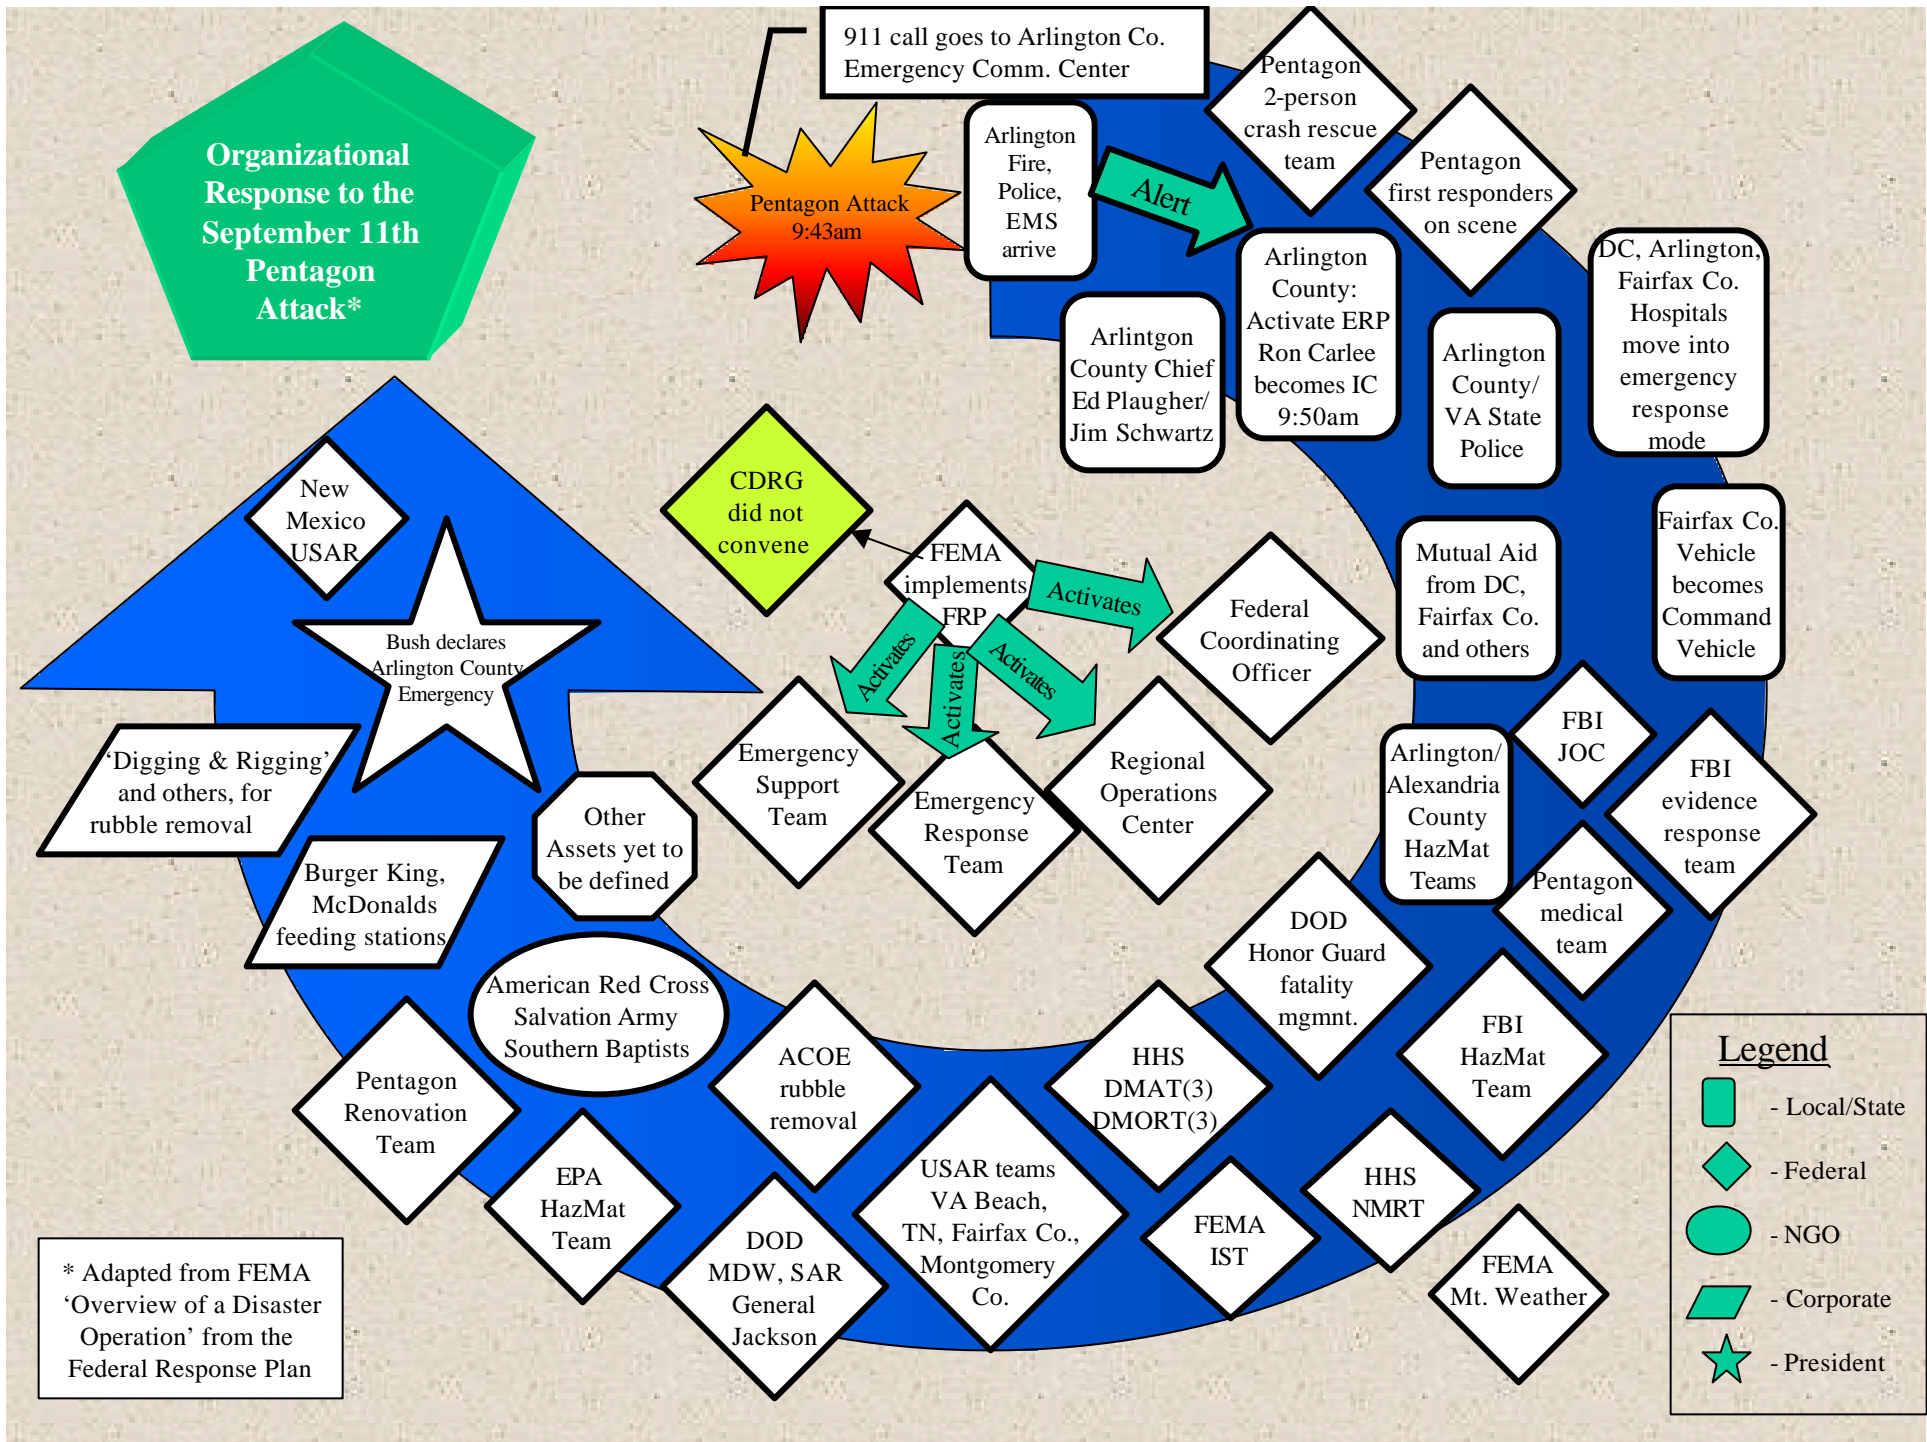 Organizational
Response to the
September 11th
Pentagon
Attack*
911 call goes to Arlington Co.
Emergency Comm. Center
Pentagon Attack
9:43am
Arlington
Fire,
Police,
EMS
arrive
Alert
Pentagon
2-person
crash rescue
team
Pentagon
first responders
on scene
Arlintgon
County Chief
Ed Plaugher/
Jim Schwartz
Arlington
County:
Activate ERP
Ron Carlee
becomes IC
9:50am
Arlington
County/
VA State
Police
DC, Arlington,
Fairfax Co.
Hospitals
move into
emergency
response
mode
Mutual Aid
from DC,
Fairfax Co.
and others
Fairfax Co.
Vehicle
becomes
Command
Vehicle
CDRG
did not
convene
FEMA
implements
FRP
Activates
Activates
Activates
Activates
Federal
Coordinating
Officer
Emergency
Support
Team
Emergency
Response
Team
Regional
Operations
Center
Arlington/
Alexandria
County
HazMat
Teams
FBI
JOC
FBI
evidence
response
team
Pentagon
medical
team
DOD
Honor Guard
fatality
mgmnt.
FBI
HazMat
Team
HHS
DMAT(3)
DMORT(3)
HHS
NMRT
FEMA
Mt. Weather
FEMA
IST
USAR teams
VA Beach,
TN, Fairfax Co.,
Montgomery
Co.
ACOE
rubble
removal
DOD
MDW, SAR
General
Jackson
EPA
HazMat
Team
American Red Cross
Salvation Army
Southern Baptists
Pentagon
Renovation
Team
Other
Assets yet to
be defined
Burger King,
McDonalds
feeding stations
‘Digging & Rigging’
and others, for
rubble removal
Bush declares
Arlington County
Emergency
New
Mexico
USAR
* Adapted from FEMA
‘Overview of a Disaster
Operation’ from the
Federal Response Plan
Legend
- Local/State
- Federal
- NGO
- Corporate
- President